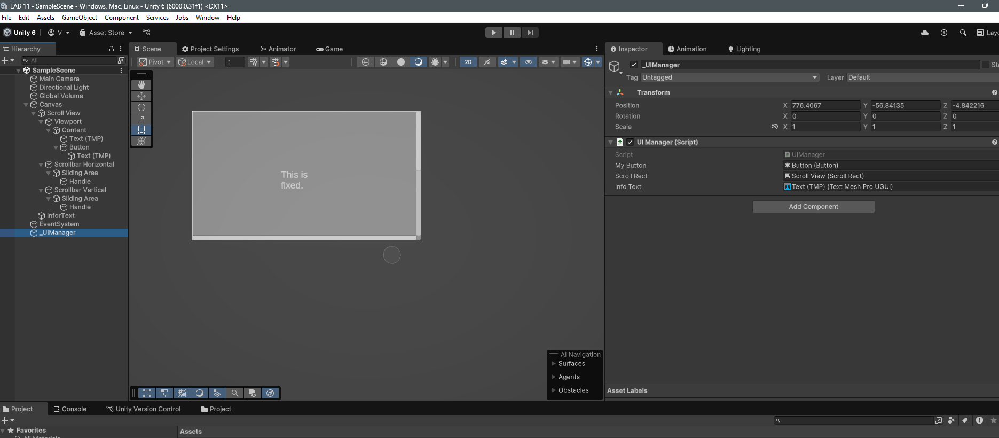 LAB 11 - SampleScene - Windows, Mac, Linux - Unity 6 (6000.0.31f1) <DX11>
File Edit Assets GameObject Component Services Jobs Window Help
Unity 6 V Asset Store
Hierarchy
All
SampleScene
Main Camera
Directional Light
Global Volume
Canvas
Scroll View
Viewport
Content
Text (TMP)
Button
Text (TMP)
Scrollbar Horizontal
Sliding Area
Handle
Scrollbar Vertical
Sliding Area
Handle
InforText
EventSystem
_UIManager
Scene Project Settings Animator Game
Pivot Local 1 2D
This is
fixed.
AI Navigation
Surfaces
Agents
Obstacles
Inspector Animation Lighting
_UIManager
Tag Untagged Layer Default
Transform
Position X 776.4067 Y -56.84135 Z -4.842216
Rotation X 0 Y 0 Z 0
Scale X 1 Y 1 Z 1
# UI Manager (Script)
Script UIManager
My Button Button (Button)
Scroll Rect Scroll View (Scroll Rect)
Info Text Text (TMP) (Text Mesh Pro UGUI)
Add Component
Asset Labels
Project Console Unity Version Control Project
Favorites
All Materials
Assets